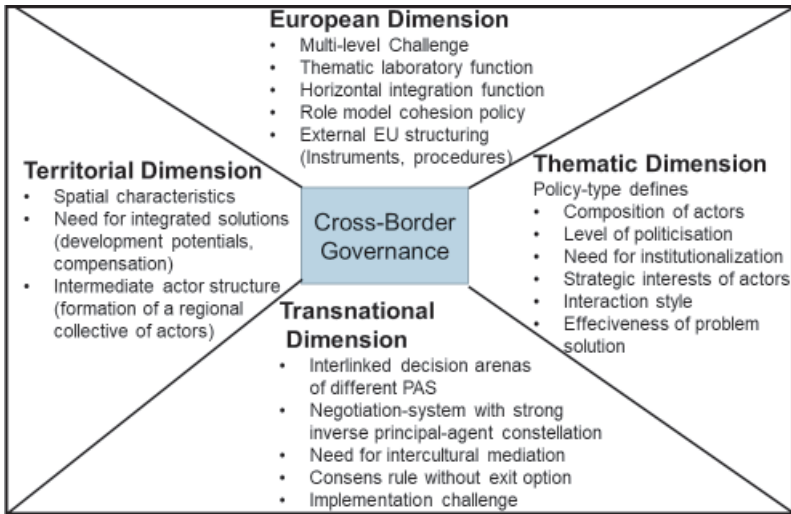 European Dimension
• Multi-level Challenge
• Thematic laboratory function
• Horizontal integration function
• Role model cohesion policy
• External EU structuring
(Instruments, procedures)
Territorial Dimension
• Spatial characteristics
• Need for integrated solutions
(development potentials,
compensation)
• Intermediate actor structure
(formation of a regional
collective of actors)
Cross-Border
Governance
Thematic Dimension
Policy-type defines
• Composition of actors
• Level of politicisation
• Need for institutionalization
• Strategic interests of actors
• Interaction style
• Effeciveness of problem
solution
Transnational
Dimension
• Interlinked decision arenas
of different PAS
• Negotiation-system with strong
inverse principal-agent constellation
• Need for intercultural mediation
• Consens rule without exit option
• Implementation challenge